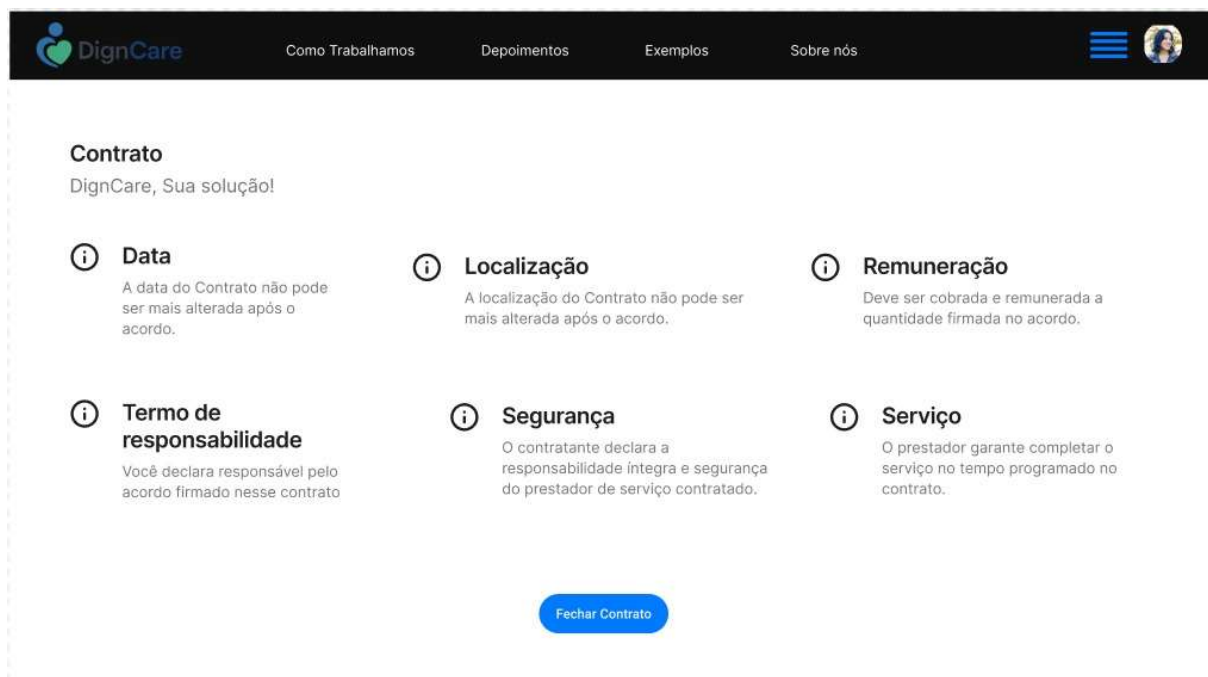 DignCare
Como Trabalhamos
Depoimentos
Exemplos
Sobre nós
Contrato
DignCare, Sua solução!
Data
A data do Contrato não pode
ser mais alterada após o
acordo.
Localização
A localização do Contrato não pode ser
mais alterada após o acordo.
Remuneração
Deve ser cobrada e remunerada a
quantidade firmada no acordo.
Termo de
responsabilidade
Você declara responsável pelo
acordo firmado nesse contrato
Segurança
O contratante declara a
responsabilidade íntegra e segurança
do prestador de serviço contratado.
Serviço
O prestador garante completar o
serviço no tempo programado no
contrato.
Fechar Contrato